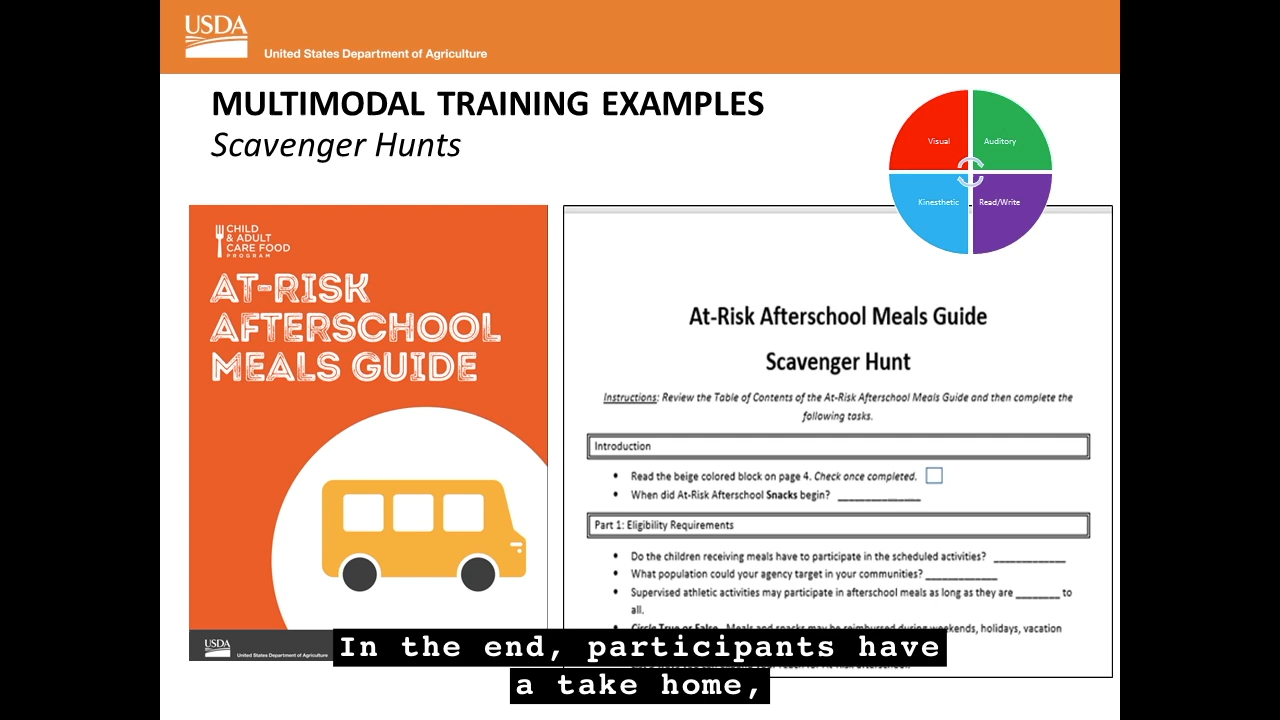 USDA
United States Department of Agriculture
MULTIMODAL TRAINING EXAMPLES
Scavenger Hunts
Visual
Auditory
Kinesthetic
Read/Write
CHILD
& ADULT
CARE FOOD
PROGRAM
AT-RISK
AFTERSCHOOL
MEALS GUIDE
USDA
United States Department of Agriculture
At-Risk Afterschool Meals Guide
Scavenger Hunt
Instructions: Review the Table of Contents of the At-Risk Afterschool Meals Guide and then complete the
following tasks.
Introduction
• Read the beige colored block on page 4. Check once completed.
• When did At-Risk Afterschool Snacks begin? ______________
Part 1: Eligibility Requirements
• Do the children receiving meals have to participate in the scheduled activities? ____________
• What population could your agency target in your communities? ____________
• Supervised athletic activities may participate in afterschool meals as long as they are _______ to
all.
• Circle True or False. Meals and snacks may be reimbursed during weekends, holidays, vacation
In the end, participants have
a take home,